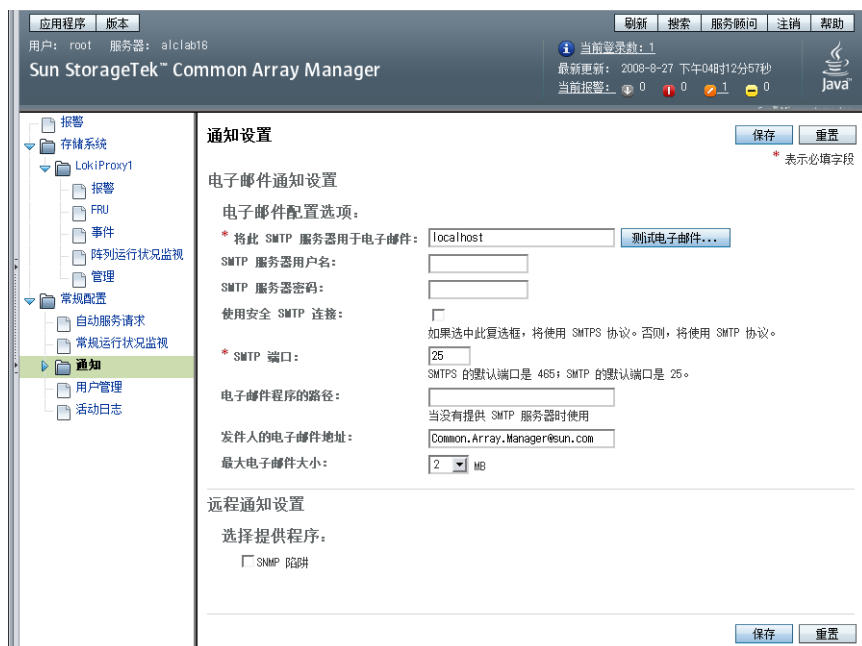 应用程序 版本 刷新 搜索 服务顾问 注销 帮助
用户: root 服务器: alclab16
当前登录数: 1
Sun StorageTek™ Common Array Manager
最新更新: 2008-8-27 下午04时12分57秒
当前报警: 0 0 1 0
Java™
报警
存储系统
LokiProxy1
报警
FRU
事件
阵列运行状况监视
管理
常规配置
自动服务请求
常规运行状况监视
通知
用户管理
活动日志
通知设置
保存 重置
* 表示必填字段
电子邮件通知设置
电子邮件配置选项:
* 将此 SMTP 服务器用于电子邮件: localhost 测试电子邮件...
SMTP 服务器用户名:
SMTP 服务器密码:
使用安全 SMTP 连接:
如果选中此复选框,将使用 SMTPS 协议。否则,将使用 SMTP 协议。
* SMTP 端口: 25
SMTPS 的默认端口是 465; SMTP 的默认端口是 25。
电子邮件程序的路径:
当没有提供 SMTP 服务器时使用
发件人的电子邮件地址: Common.Array.Manager@sun.com
最大电子邮件大小: 2 MB
远程通知设置
选择提供程序:
SNMP 陷阱
保存 重置